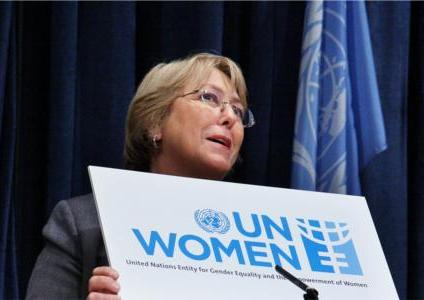 UN
WOMEN
United Nations Entity for Gender Equality and the Empowerment of Women